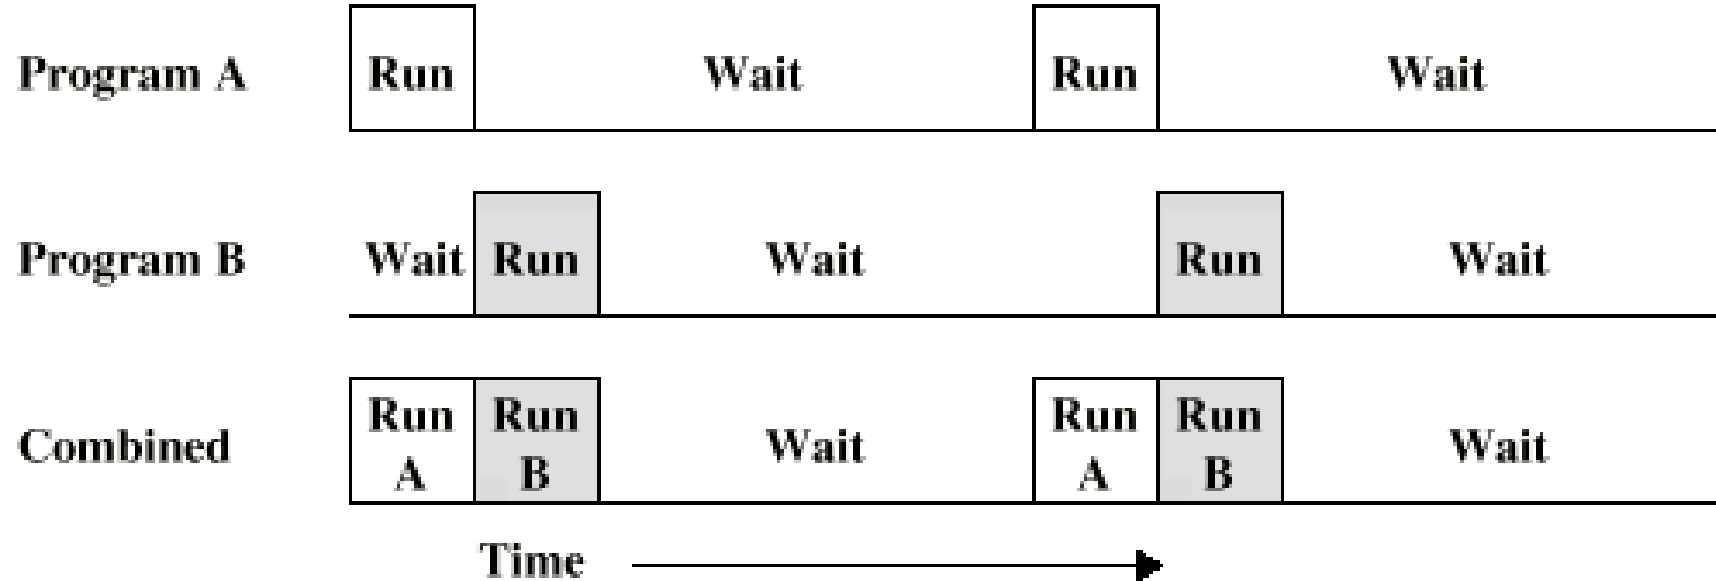 Program A Run Wait Run Wait
Program B Wait Run Wait Run Wait
Combined Run A Run B Wait Run A Run B Wait
Time